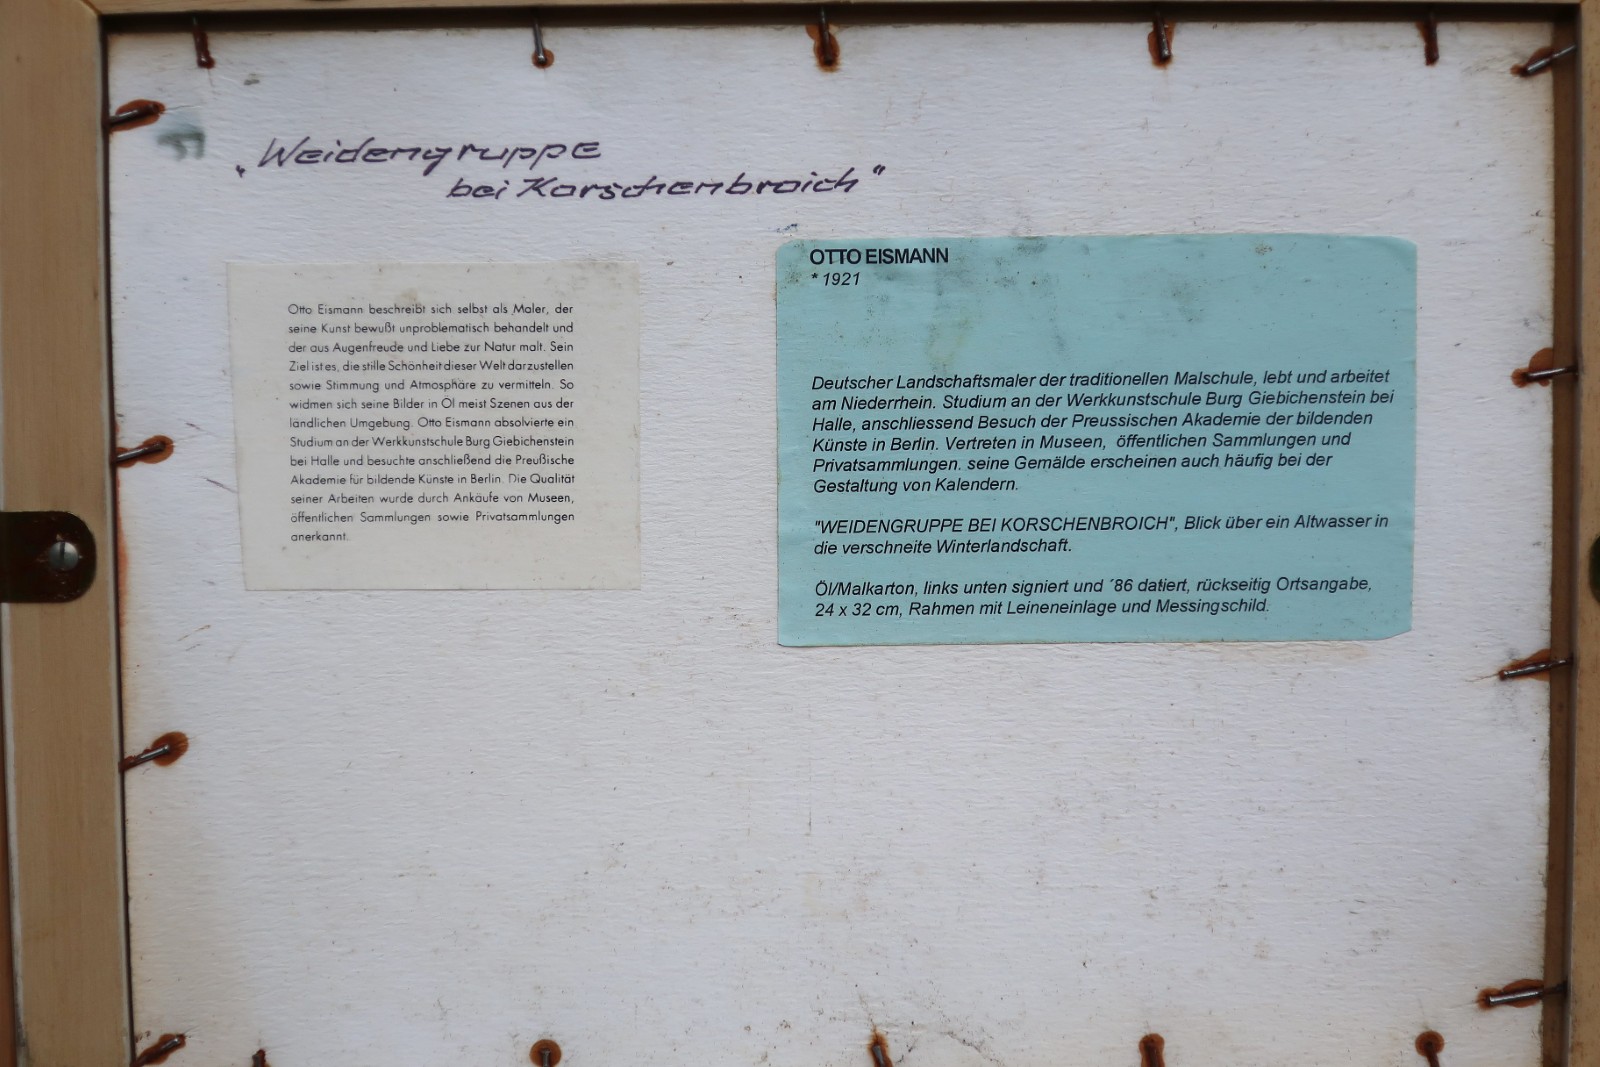 „Weidengruppe
bei Korschenbroich"
Otto Eismann beschreibt sich selbst als Maler, der
seine Kunst bewußt unproblematisch behandelt und
der aus Augenfreude und Liebe zur Natur malt. Sein
Ziel ist es, die stille Schönheit dieser Welt darzustellen
sowie Stimmung und Atmosphäre zu vermitteln. So
widmen sich seine Bilder in Öl meist Szenen aus der
ländlichen Umgebung. Otto Eismann absolvierte ein
Studium an der Werkkunstschule Burg Giebichenstein
bei Halle und besuchte anschließend die Preußische
Akademie für bildende Künste in Berlin. Die Qualität
seiner Arbeiten wurde durch Ankäufe von Museen,
öffentlichen Sammlungen sowie Privatsammlungen
anerkannt.
OTTO EISMANN
* 1921
Deutscher Landschaftsmaler der traditionellen Malschule, lebt und arbeitet
am Niederrhein. Studium an der Werkkunstschule Burg Giebichenstein bei
Halle, anschliessend Besuch der Preussischen Akademie der bildenden
Künste in Berlin. Vertreten in Museen, öffentlichen Sammlungen und
Privatsammlungen. seine Gemälde erscheinen auch häufig bei der
Gestaltung von Kalendern.
"WEIDENGRUPPE BEI KORSCHENBROICH", Blick über ein Altwasser in
die verschneite Winterlandschaft.
Öl/Malkarton, links unten signiert und ´86 datiert, rückseitig Ortsangabe,
24 x 32 cm, Rahmen mit Leineneinlage und Messingschild.